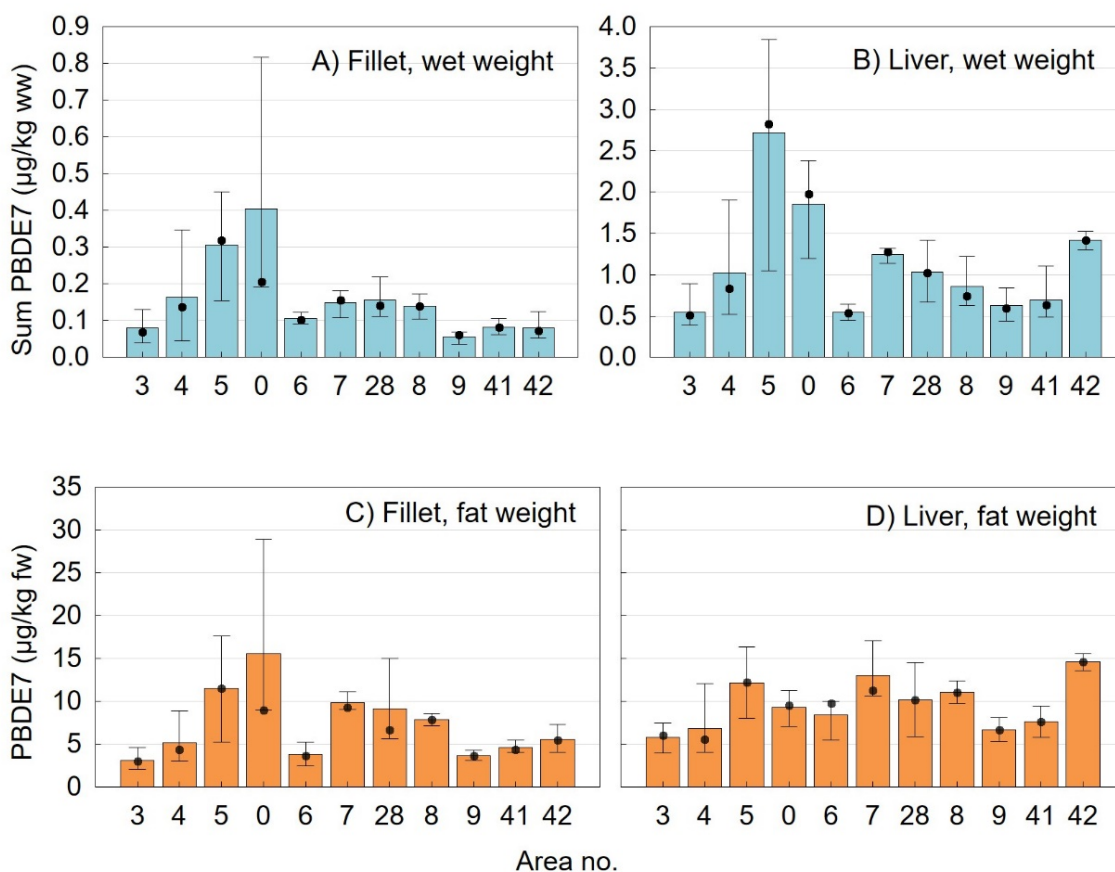 A) Fillet, wet weight
Sum PBDE7 (µg/kg ww)
0.9
0.8
0.7
0.6
0.5
0.4
0.3
0.2
0.1
0.0
3 4 5 0 6 7 28 8 9 41 42
B) Liver, wet weight
4.0
3.5
3.0
2.5
2.0
1.5
1.0
0.5
0.0
3 4 5 0 6 7 28 8 9 41 42
C) Fillet, fat weight
PBDE7 (µg/kg fw)
35
30
25
20
15
10
5
0
3 4 5 0 6 7 28 8 9 41 42
D) Liver, fat weight
3 4 5 0 6 7 28 8 9 41 42
Area no.